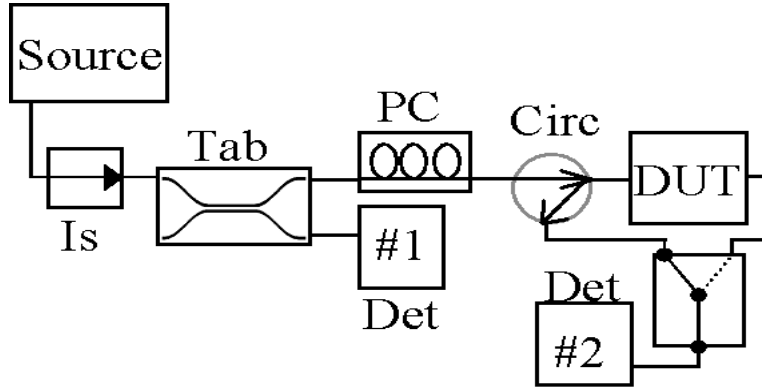 Source
Is
Tab
PC
Circ
DUT
#1
Det
Det
#2